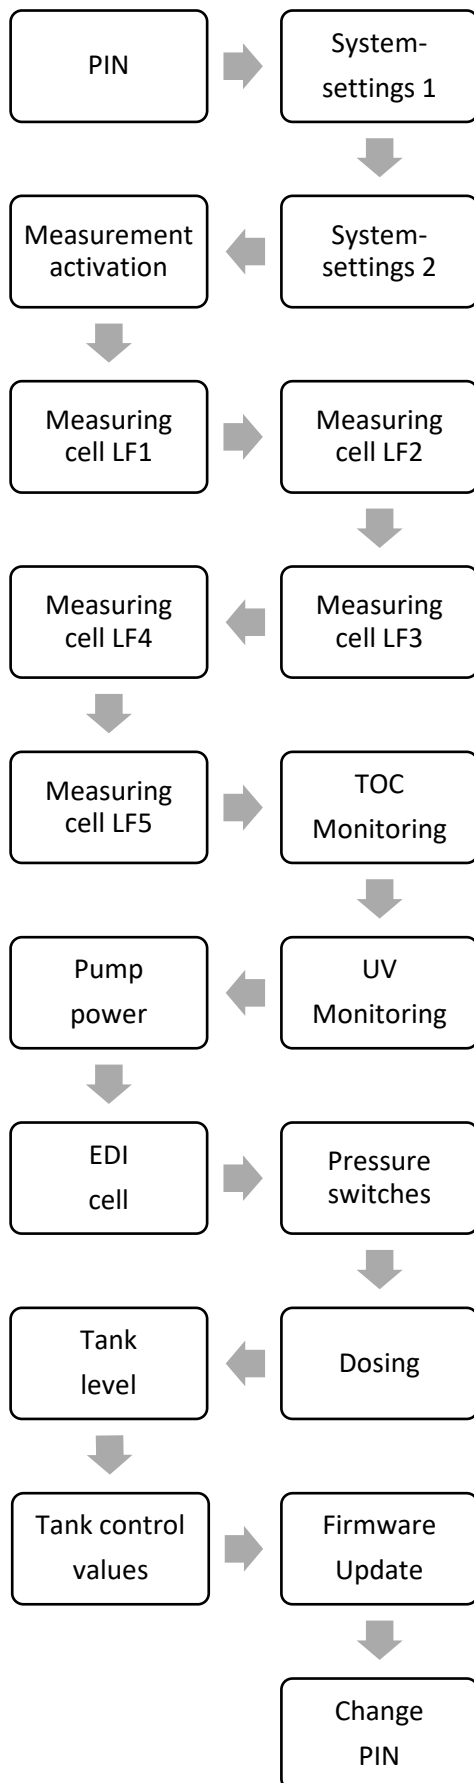 PIN
System-
settings 1
System-
settings 2
Measurement
activation
Measuring
cell LF1
Measuring
cell LF2
Measuring
cell LF3
Measuring
cell LF4
Measuring
cell LF5
TOC
Monitoring
UV
Monitoring
Pump
power
EDI
cell
Pressure
switches
Dosing
Tank
level
Tank control
values
Firmware
Update
Change
PIN